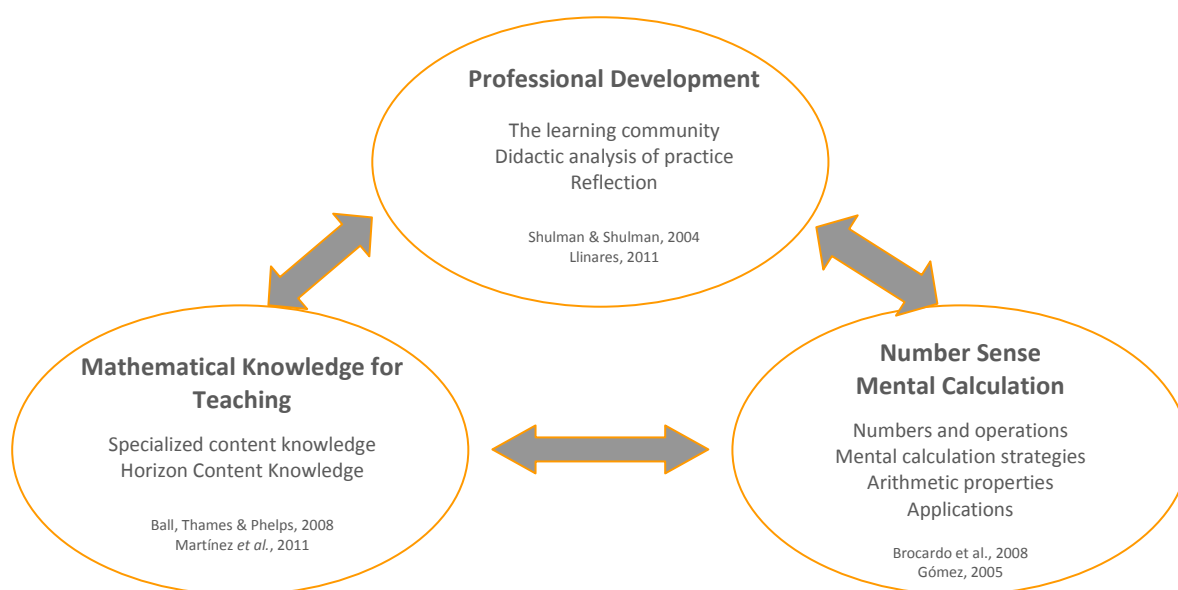 Professional Development
The learning community
Didactic analysis of practice
Reflection
Shulman & Shulman, 2004
Llinares, 2011
Mathematical Knowledge for
Teaching
Specialized content knowledge
Horizon Content Knowledge
Ball, Thames & Phelps, 2008
Martínez et al., 2011
Number Sense
Mental Calculation
Numbers and operations
Mental calculation strategies
Arithmetic properties
Applications
Brocardo et al., 2008
Gómez, 2005